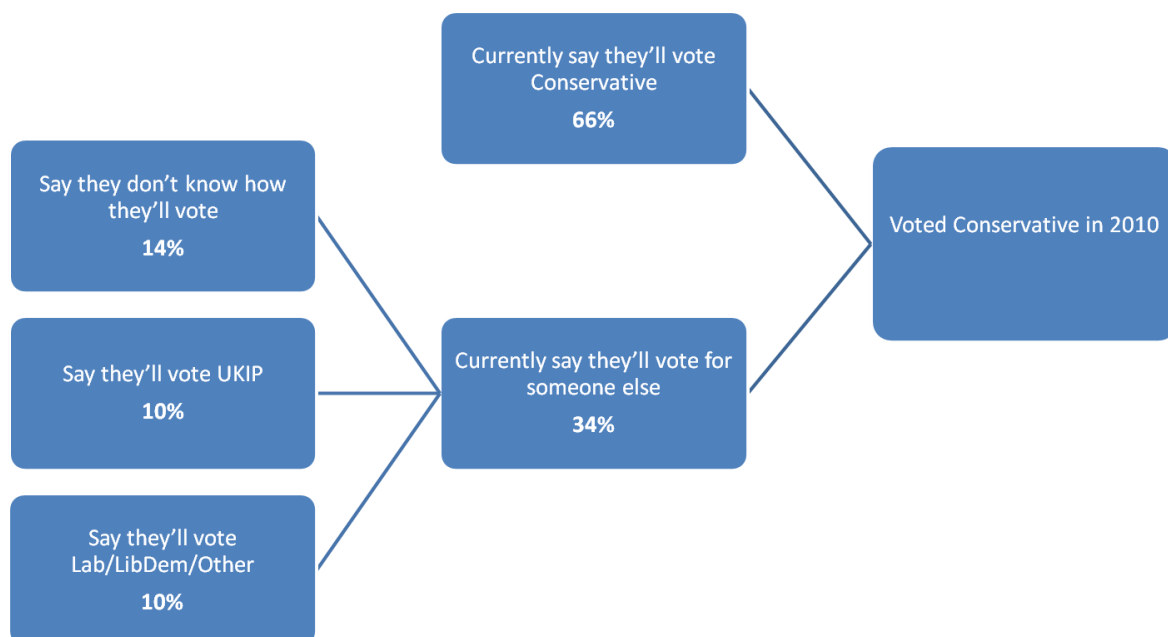 Currently say they’ll vote
Conservative
66%
Say they don’t know how
they’ll vote
14%
Voted Conservative in 2010
Say they’ll vote UKIP
10%
Currently say they’ll vote for
someone else
34%
Say they’ll vote
Lab/LibDem/Other
10%